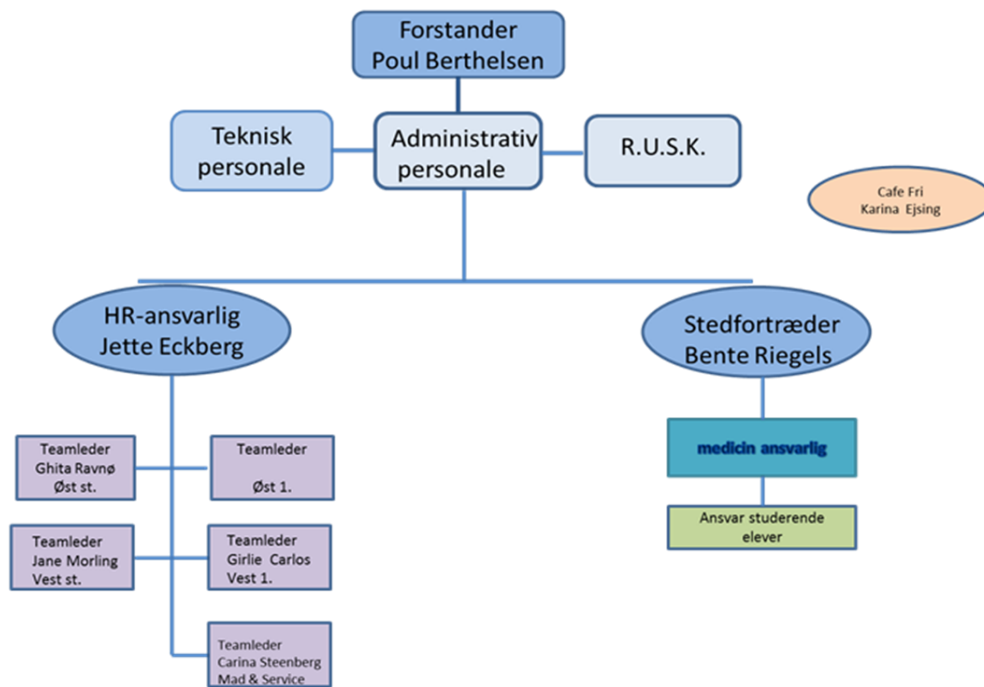 Forstander
Poul Berthelsen
Teknisk
personale
Administrativ
personale
R.U.S.K.
Cafe Fri
Karina Ejsing
HR-ansvarlig
Jette Eckberg
Stedfortræder
Bente Riegels
Teamleder
Ghita Ravnø
Øst st.
Teamleder
Øst 1.
medicin ansvarlig
Teamleder
Jane Morling
Vest st.
Teamleder
Girlie Carlos
Vest 1.
Ansvar studerende
elever
Teamleder
Carina Steenberg
Mad & Service